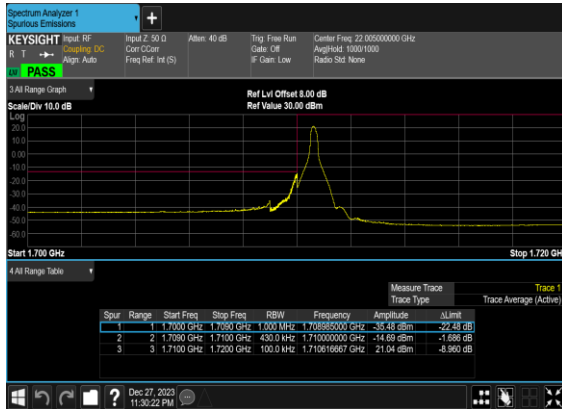 Spectrum Analyzer 1
Spurious Emissions
KEYSIGHT Input: RF
R T Coupling: DC
Align: Auto
Input Z: 50 Ω
Corr CCorr
Freq Ref: Int (S)
Atten: 40 dB
Trig: Free Run
Gate: Off
IF Gain: Low
Center Freq: 22.005000000 GHz
Avg|Hold: 1000/1000
Radio Std: None
LV PASS
3 All Range Graph
Scale/Div 10.0 dB
Ref Lvl Offset 8.00 dB
Ref Value 30.00 dBm
Log
20.0
10.0
0.00
-10.0
-20.0
-30.0
-40.0
-50.0
-60.0
Start 1.700 GHz
Stop 1.720 GH
4 All Range Table
Measure Trace Trace 1
Trace Type Trace Average (Active)
Spur Range Start Freq Stop Freq RBW Frequency Amplitude ΔLimit
1 1 1.7000 GHz 1.7090 GHz 1.000 MHz 1.708985000 GHz -35.48 dBm -22.48 dB
2 2 1.7090 GHz 1.7100 GHz 430.0 kHz 1.710000000 GHz -14.69 dBm -1.686 dB
3 3 1.7100 GHz 1.7200 GHz 100.0 kHz 1.710616667 GHz 21.04 dBm -8.960 dB
? Dec 27, 2023
11:30:22 PM